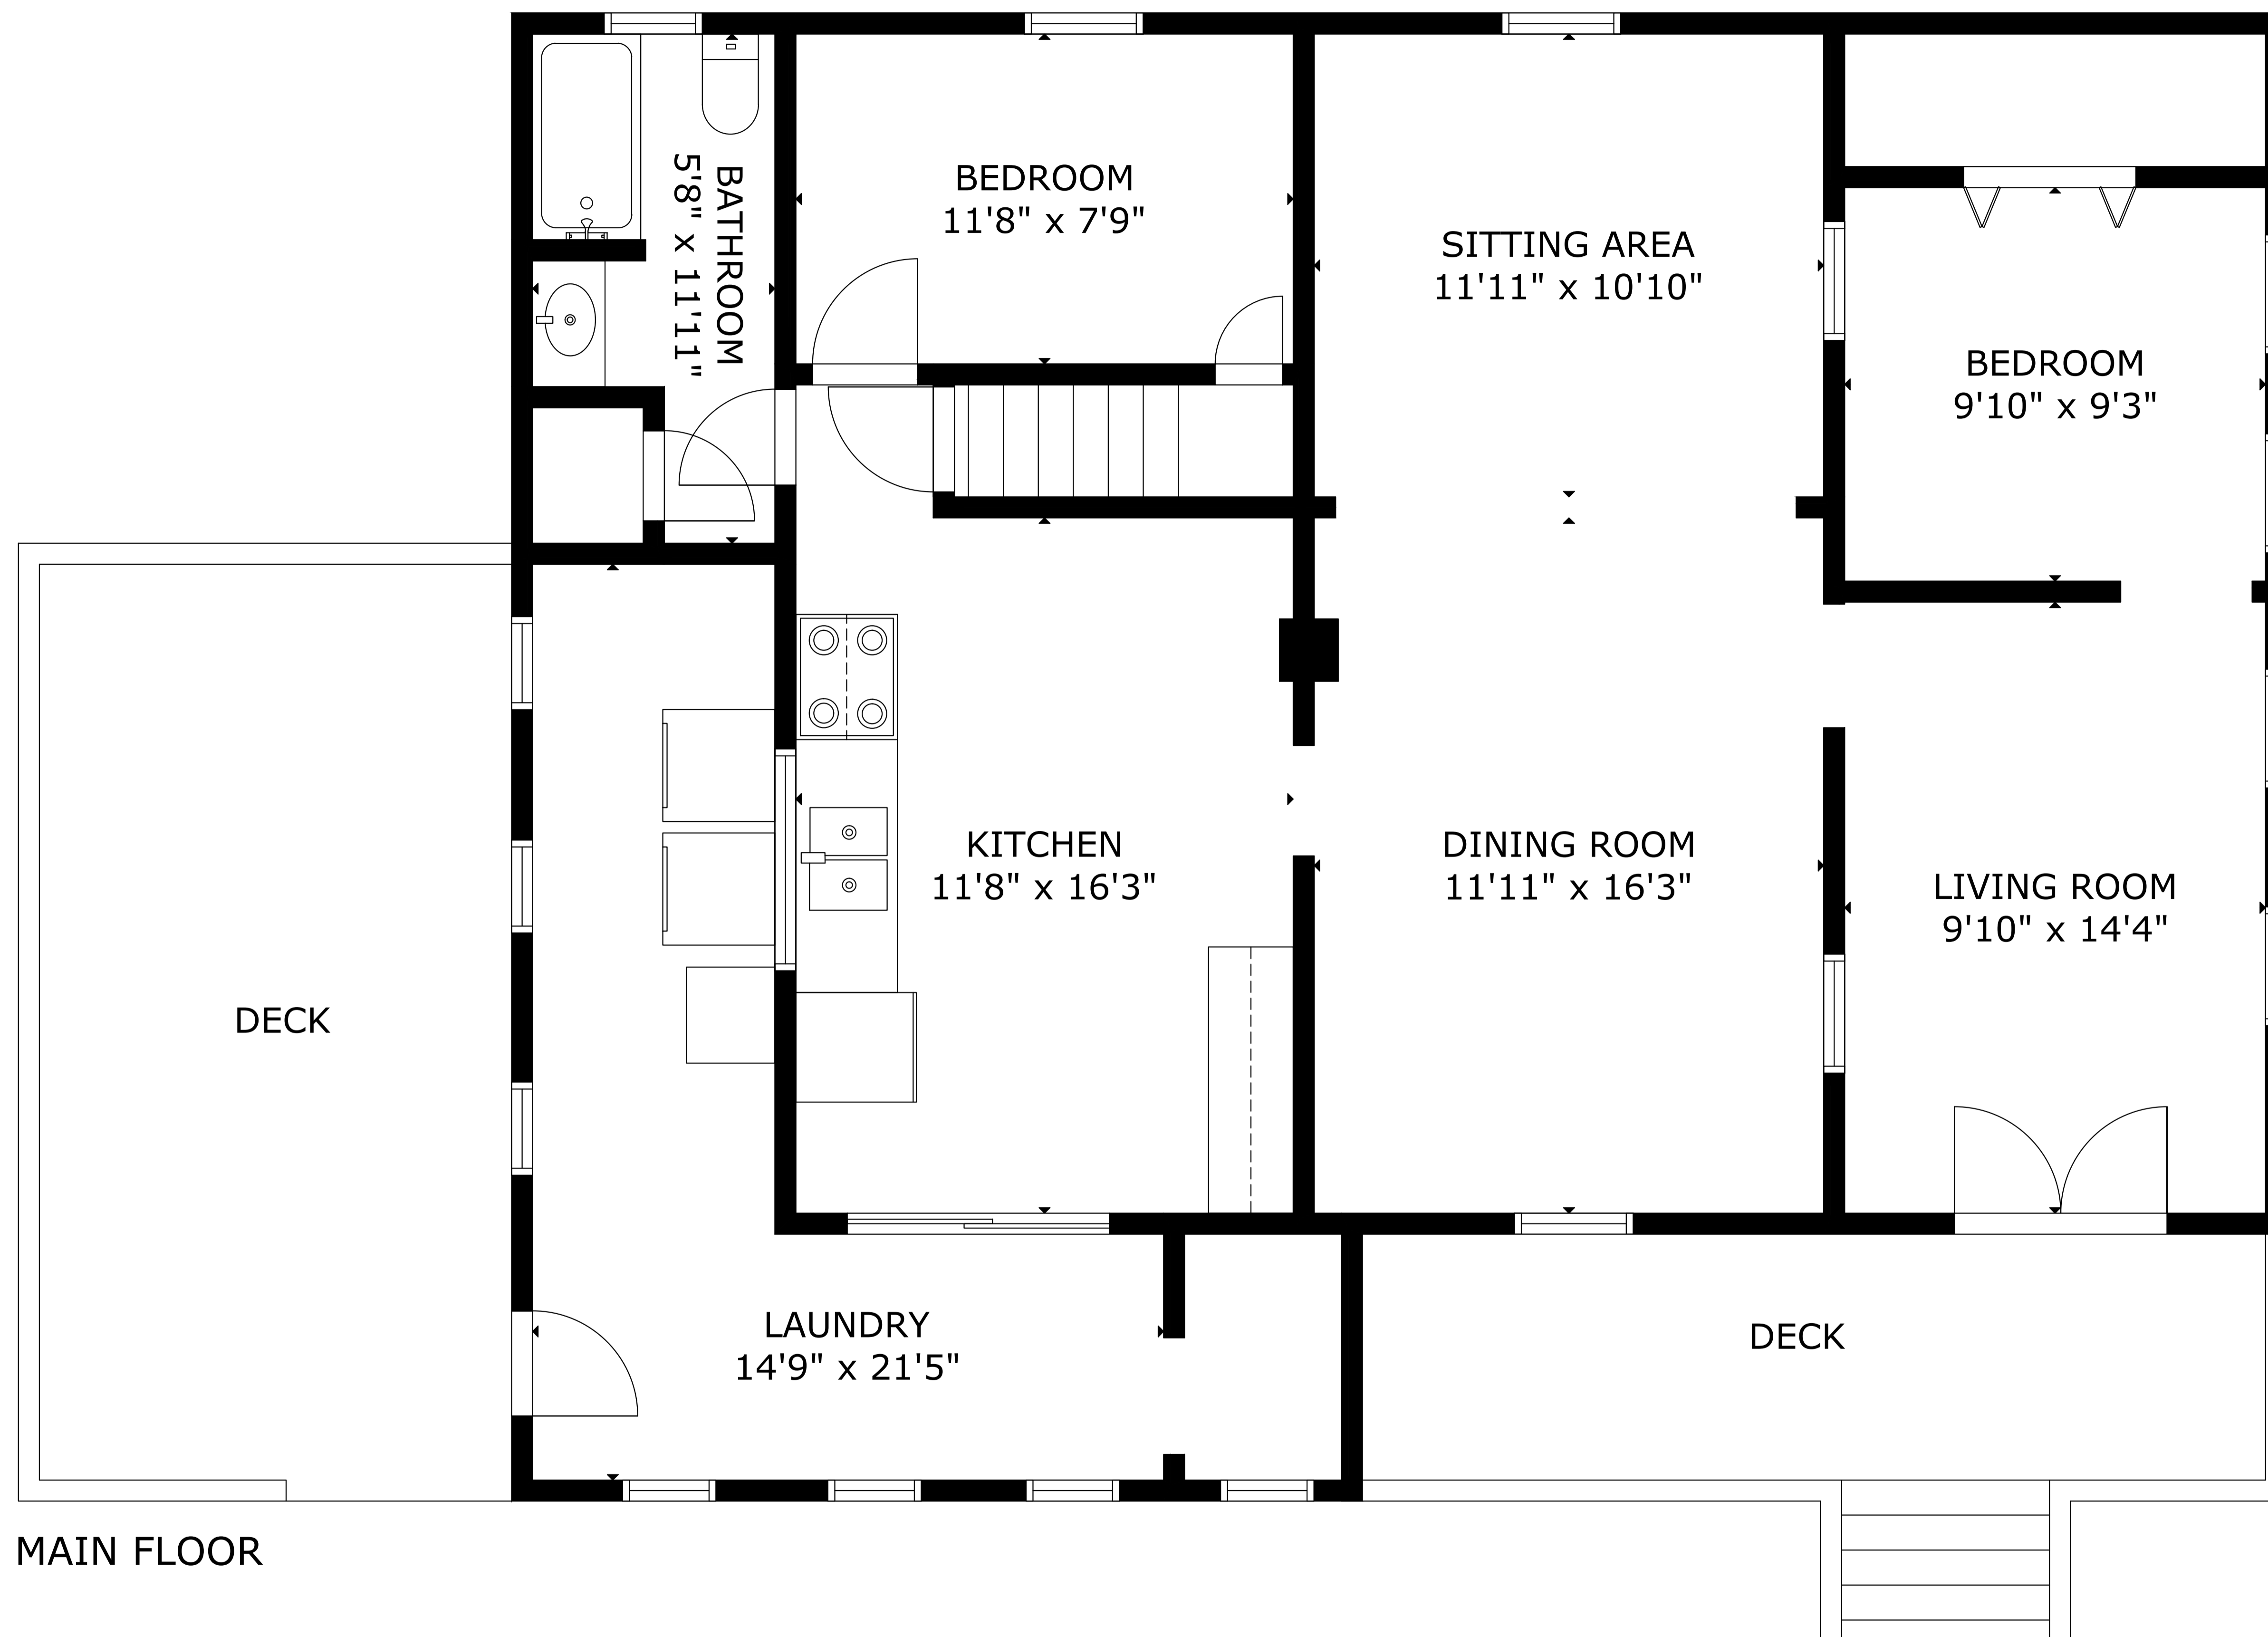 BATHROOM
5'8" x 11'11"
BEDROOM
11'8" x 7'9"
SITTING AREA
11'11" x 10'10"
BEDROOM
9'10" x 9'3"
KITCHEN
11'8" x 16'3"
DINING ROOM
11'11" x 16'3"
LIVING ROOM
9'10" x 14'4"
DECK
LAUNDRY
14'9" x 21'5"
DECK
MAIN FLOOR